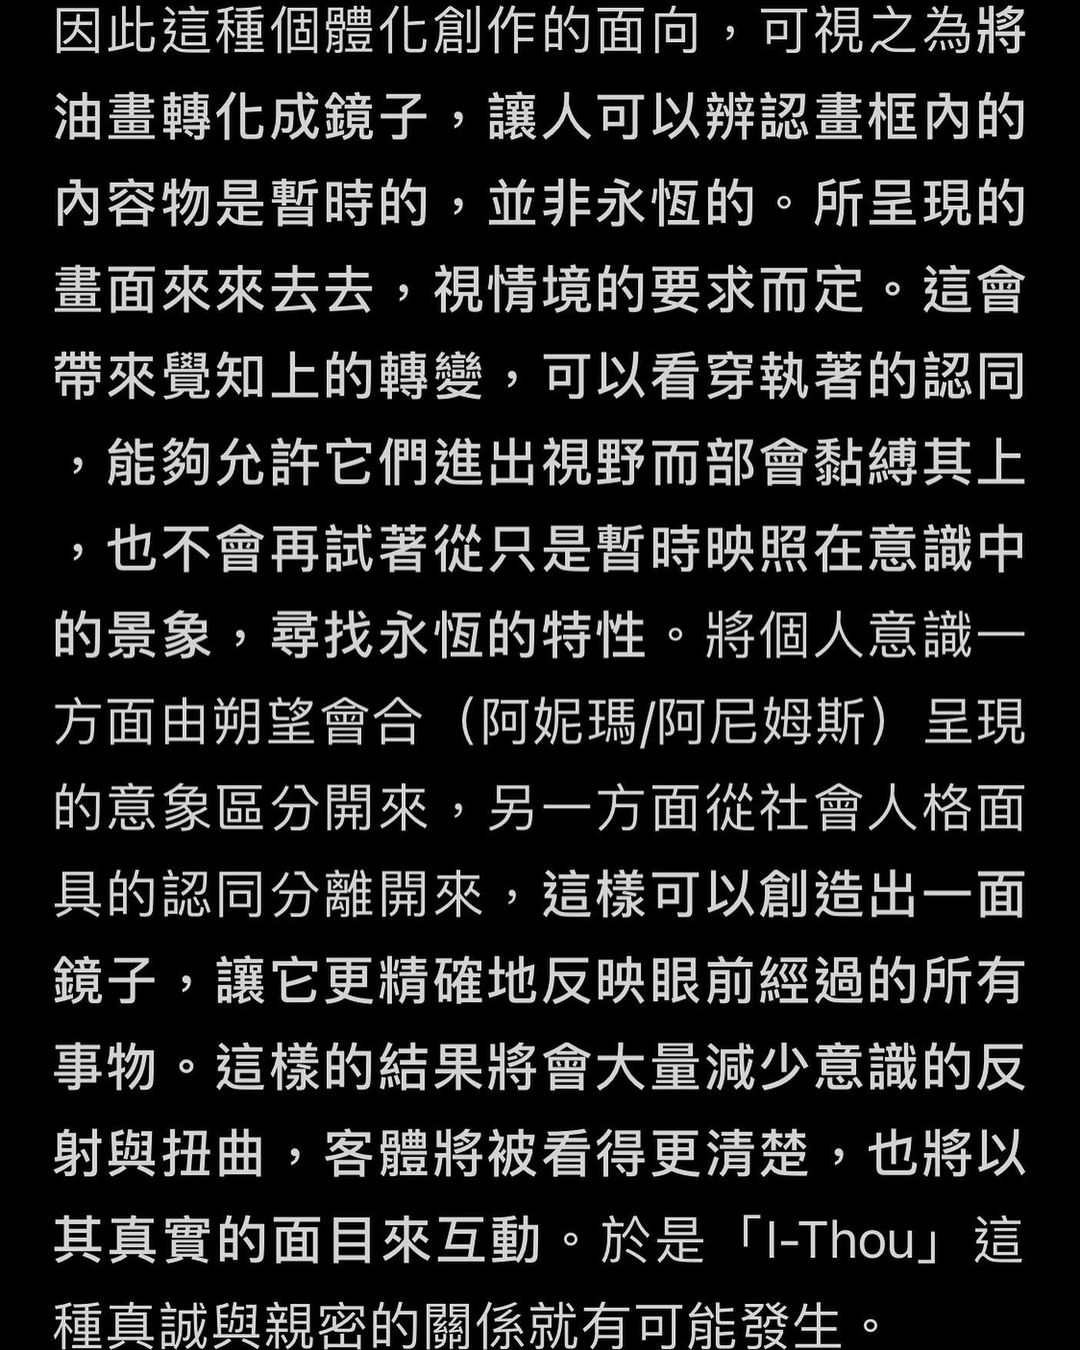 因此這種個體化創作的面向，可視之為將
油畫轉化成鏡子，讓人可以辨認畫框內的
內容物是暫時的，並非永恆的。所呈現的
畫面來來去去，視情境的要求而定。這會
帶來覺知上的轉變，可以看穿執著的認同
，能夠允許它們進出視野而部會黏縛其上
，也不會再試著從只是暫時映照在意識中
的景象，尋找永恆的特性。將個人意識一
方面由朔望會合（阿妮瑪/阿尼姆斯）呈現
的意象區分開來，另一方面從社會人格面
具的認同分離開來，這樣可以創造出一面
鏡子，讓它更精確地反映眼前經過的所有
事物。這樣的結果將會大量減少意識的反
射與扭曲，客體將被看得更清楚，也將以
其真實的面目來互動。於是「I-Thou」這
種真誠與親密的關係就有可能發生。